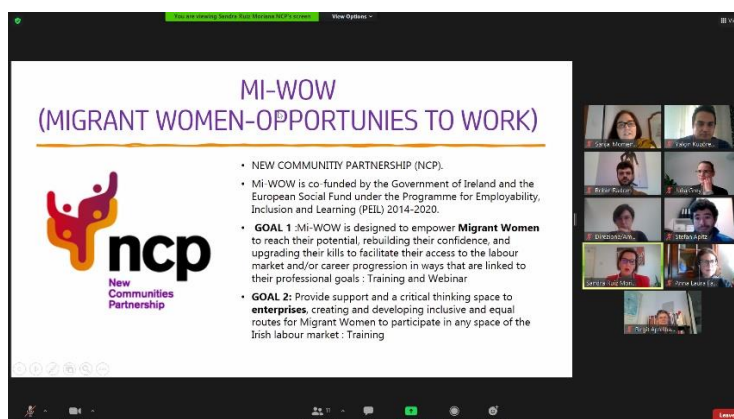 You are viewing Sandra Ruiz Moriana NCP's screen
View Options
MI-WOW
(MIGRANT WOMEN-OPPORTUNIES TO WORK)
ncp
New
Communities
Partnership
• NEW COMMUNITIY PARTNERSHIP (NCP).
• Mi-WOW is co-funded by the Government of Ireland and the
European Social Fund under the Programme for Employability,
Inclusion and Learning (PEIL) 2014-2020.
• GOAL 1 :Mi-WOW is designed to empower Migrant Women
to reach their potential, rebuilding their confidence, and
upgrading their kills to facilitate their access to the labour
market and/or career progression in ways that are linked to
their professional goals : Training and Webinar
• GOAL 2: Provide support and a critical thinking space to
enterprises, creating and developing inclusive and equal
routes for Migrant Women to participate in any space of the
Irish labour market : Training
Stefan Apitz
Sandra Ruiz Mori...
11
Leave